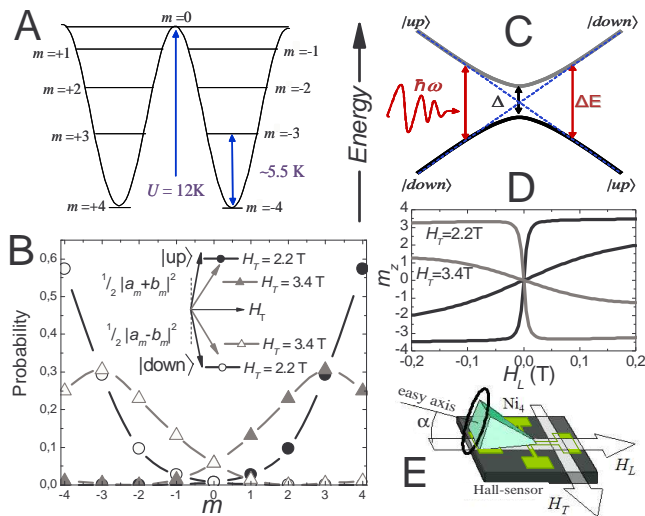 A
m=0
m=+1
m=-1
m=+2
m=-2
m=+3
m=-3
~5.5 K
U = 12K
m=+4
m=-4
Energy
C
|up⟩
|down⟩
ħω
Δ
ΔE
|down⟩
|up⟩
B
Probability
0,6
0,5
0,4
0,3
0,2
0,1
0,0
-4 -3 -2 -1 0 1 2 3 4
m
|up⟩
H_T = 2.2 T
1/2 |a_m+b_m|^2
H_T = 3.4 T
H_T
1/2 |a_m-b_m|^2
H_T = 3.4 T
|down⟩
H_T = 2.2 T
D
m_z
4
3
2
1
0
-1
-2
-3
-4
H_T=2.2T
H_T=3.4T
-0,2 -0,1 0,0 0,1 0,2
H_L (T)
E
easy axis
α
Ni4
Hall-sensor
H_L
H_T